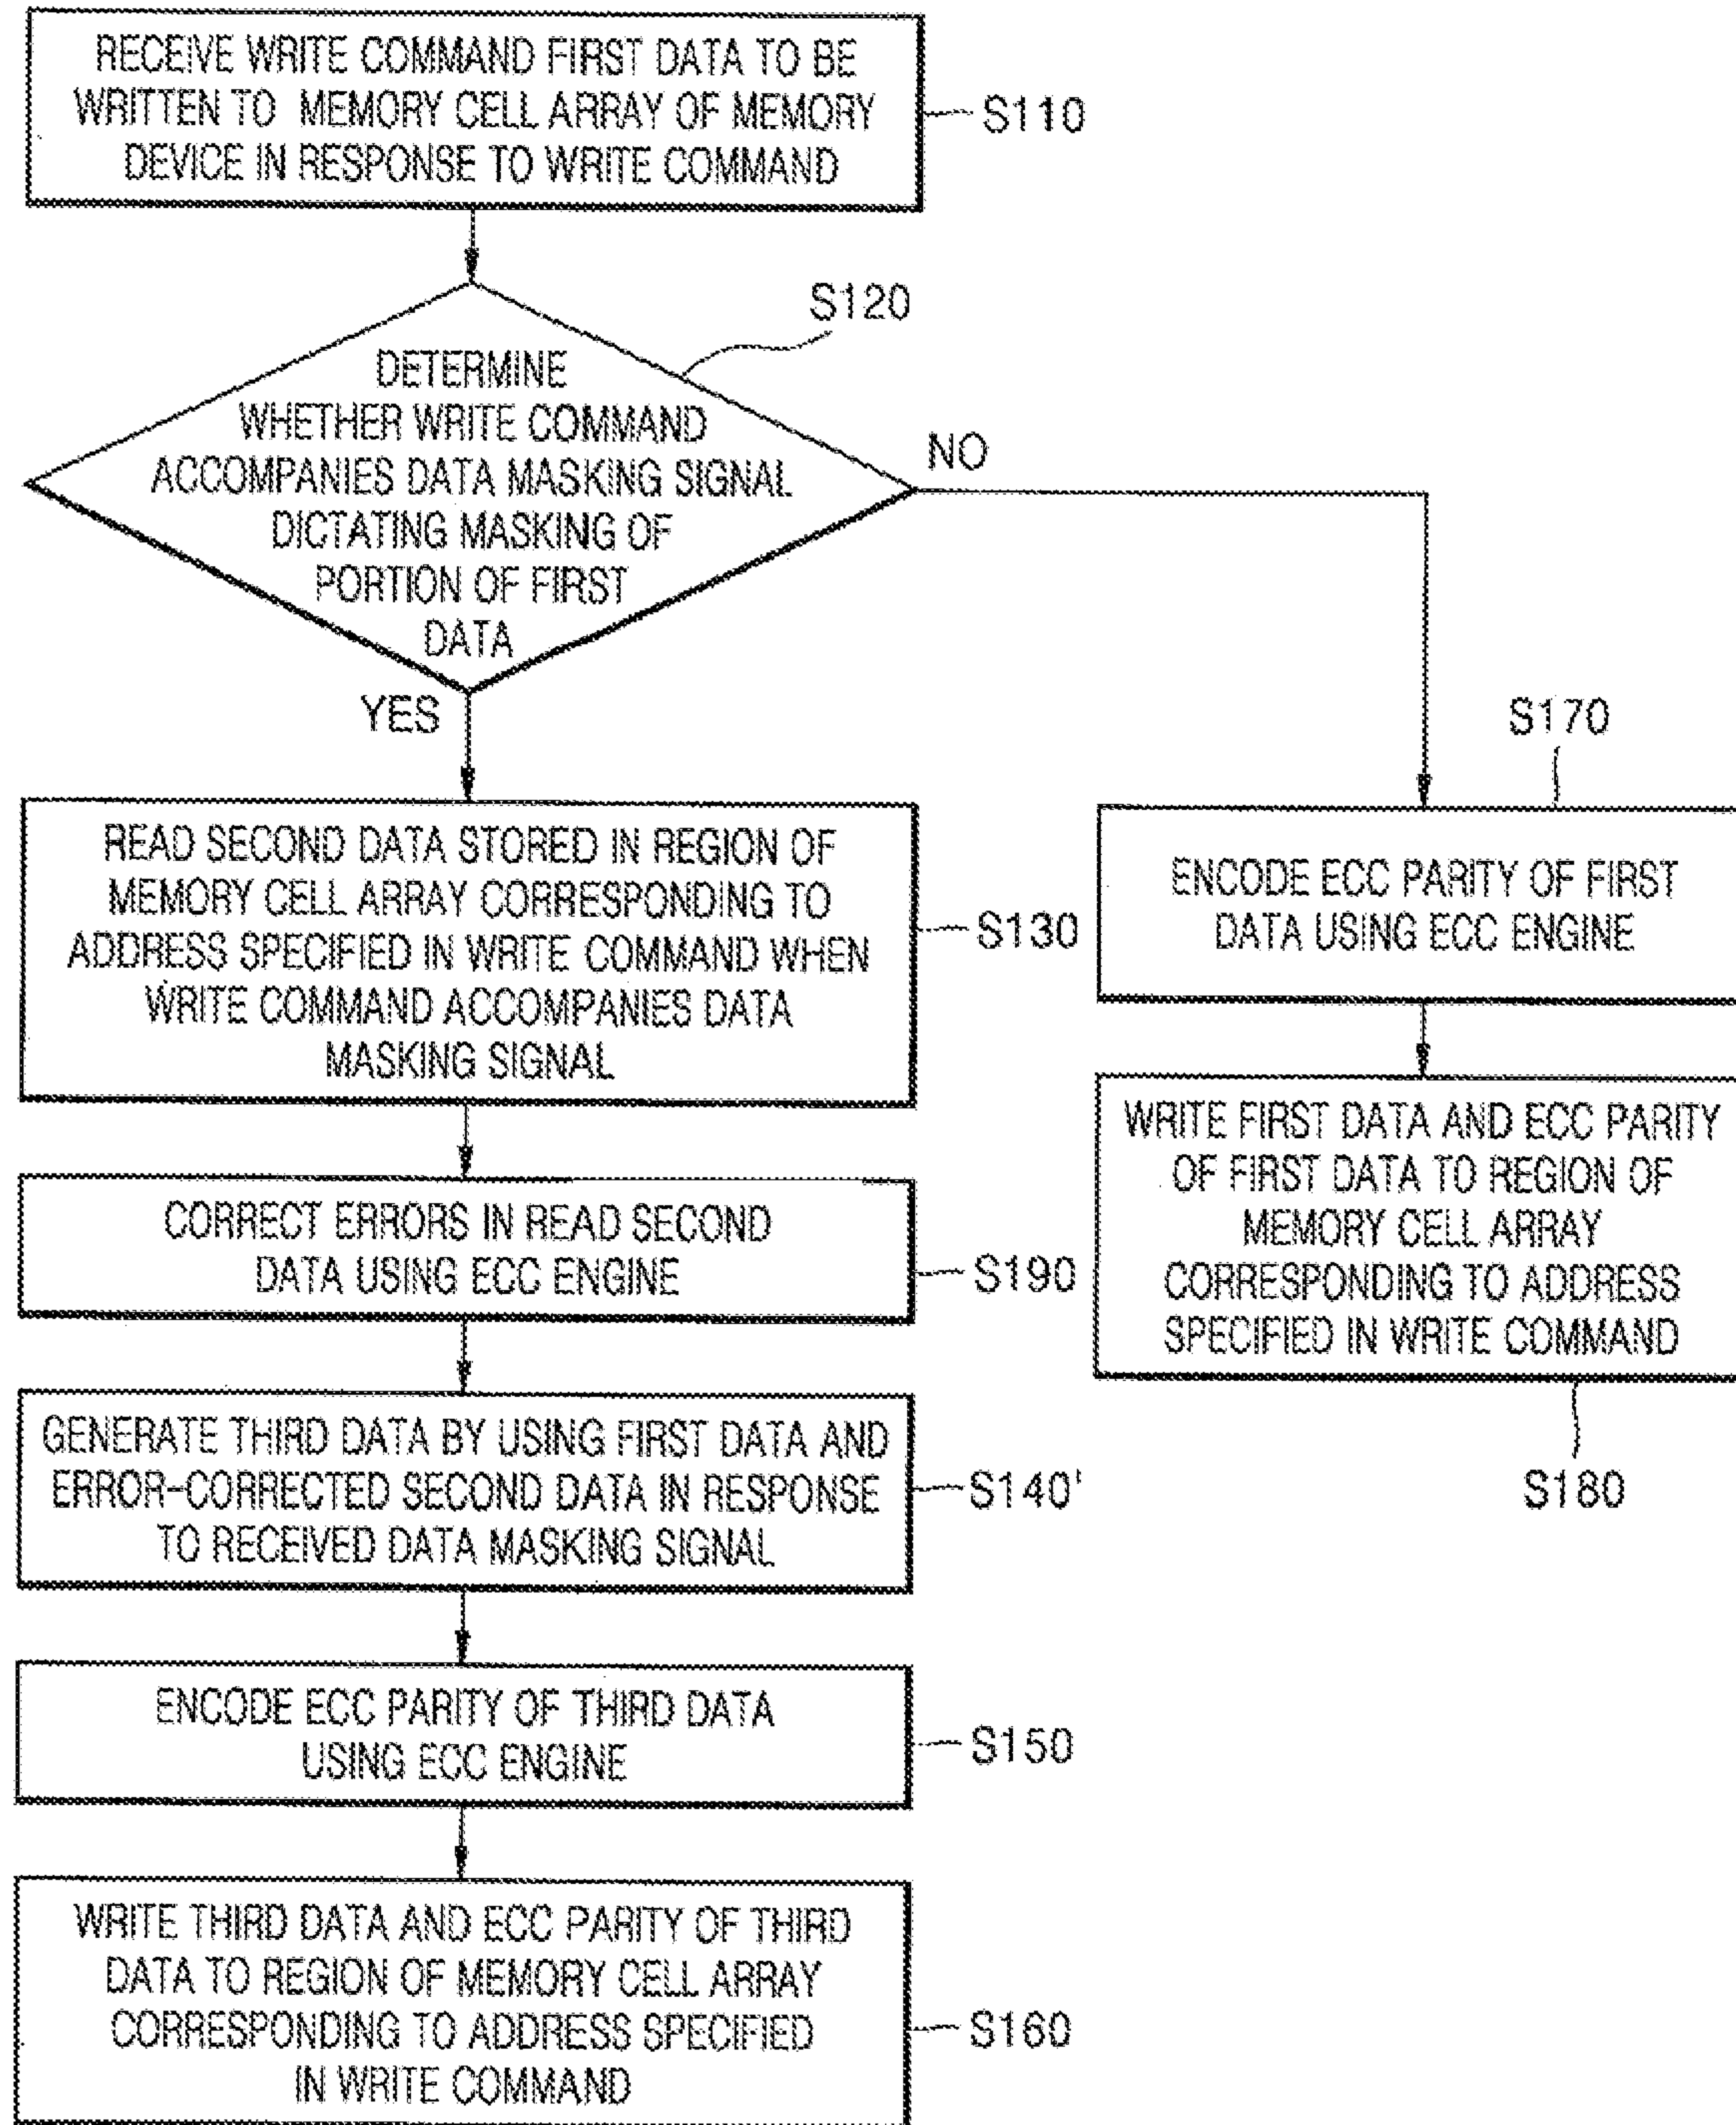 RECEIVE WRITE COMMAND FIRST DATA TO BE
WRITTEN TO MEMORY CELL ARRAY OF MEMORY
DEVICE IN RESPONSE TO WRITE COMMAND
S110
S120
DETERMINE
WHETHER WRITE COMMAND
ACCOMPANIES DATA MASKING SIGNAL
DICTATING MASKING OF
PORTION OF FIRST
DATA
NO
YES
READ SECOND DATA STORED IN REGION OF
MEMORY CELL ARRAY CORRESPONDING TO
ADDRESS SPECIFIED IN WRITE COMMAND WHEN
WRITE COMMAND ACCOMPANIES DATA
MASKING SIGNAL
S130
CORRECT ERRORS IN READ SECOND
DATA USING ECC ENGINE
S190
GENERATE THIRD DATA BY USING FIRST DATA AND
ERROR-CORRECTED SECOND DATA IN RESPONSE
TO RECEIVED DATA MASKING SIGNAL
S140'
ENCODE ECC PARITY OF THIRD DATA
USING ECC ENGINE
S150
WRITE THIRD DATA AND ECC PARITY OF THIRD
DATA TO REGION OF MEMORY CELL ARRAY
CORRESPONDING TO ADDRESS SPECIFIED
IN WRITE COMMAND
S160
S170
ENCODE ECC PARITY OF FIRST
DATA USING ECC ENGINE
WRITE FIRST DATA AND ECC PARITY
OF FIRST DATA TO REGION OF
MEMORY CELL ARRAY
CORRESPONDING TO ADDRESS
SPECIFIED IN WRITE COMMAND
S180